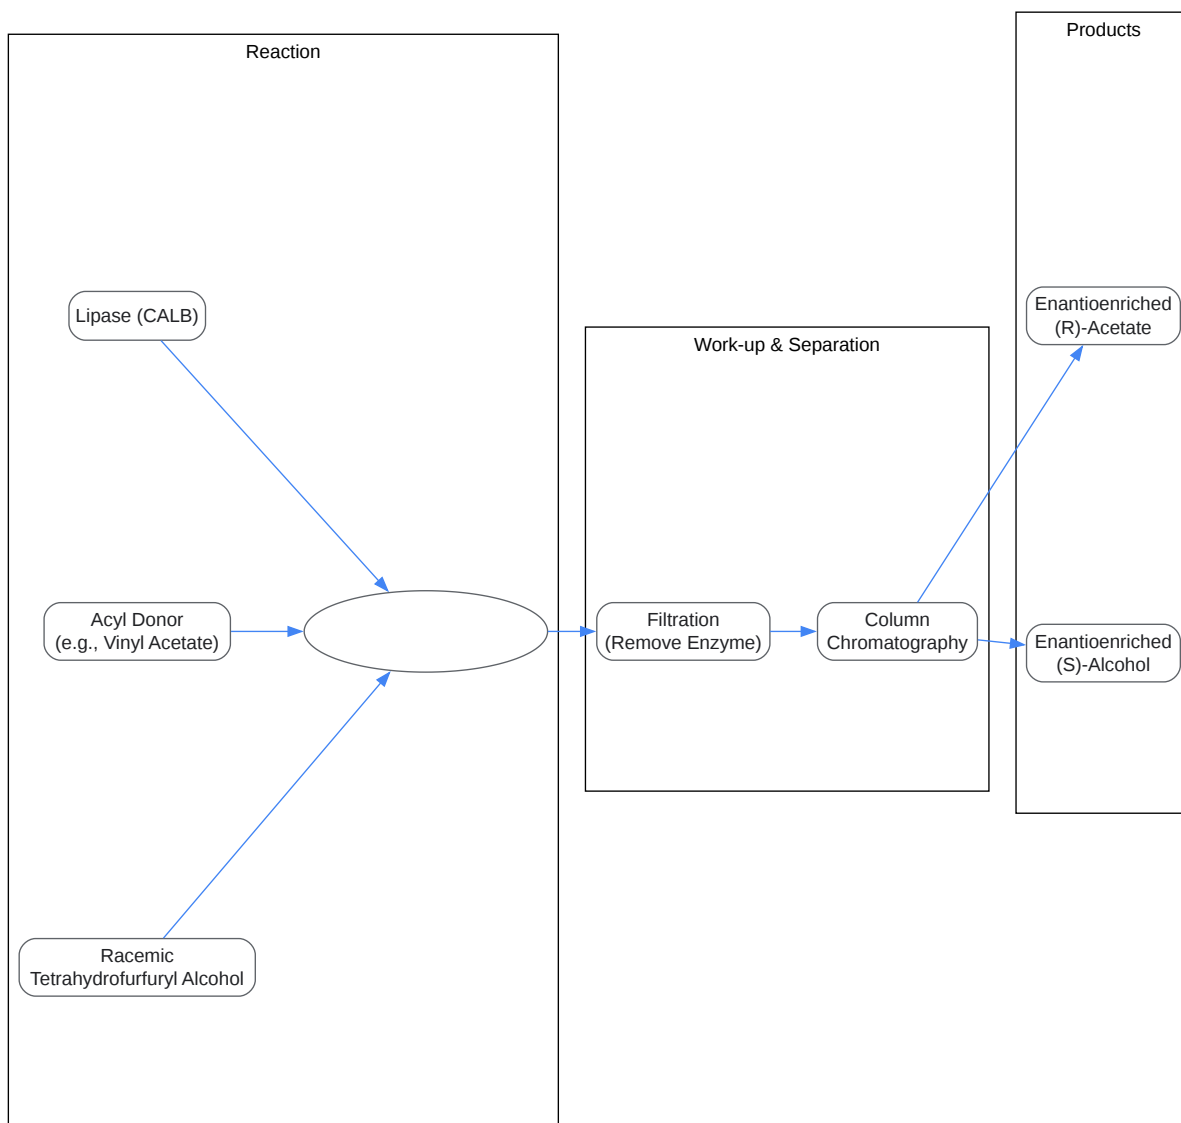 Reaction
Lipase (CALB)
Acyl Donor
(e.g., Vinyl Acetate)
Racemic
Tetrahydrofurfuryl Alcohol
Work-up & Separation
Filtration
(Remove Enzyme)
Column
Chromatography
Products
Enantioenriched
(R)-Acetate
Enantioenriched
(S)-Alcohol